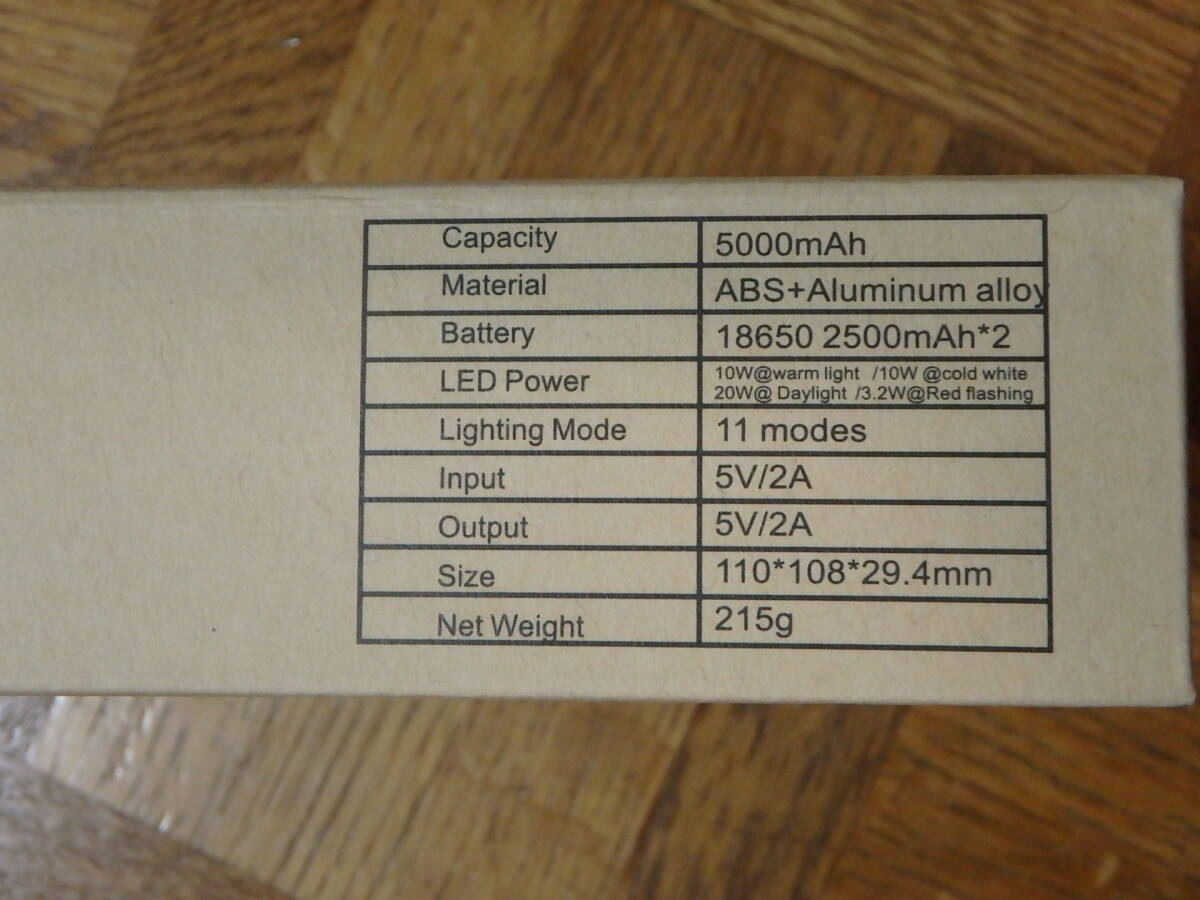 Capacity 5000mAh
Material ABS+Aluminum alloy
Battery 18650 2500mAh*2
LED Power 10W@warm light /10W @cold white
20W@ Daylight /3.2W@Red flashing
Lighting Mode 11 modes
Input 5V/2A
Output 5V/2A
Size 110*108*29.4mm
Net Weight 215g